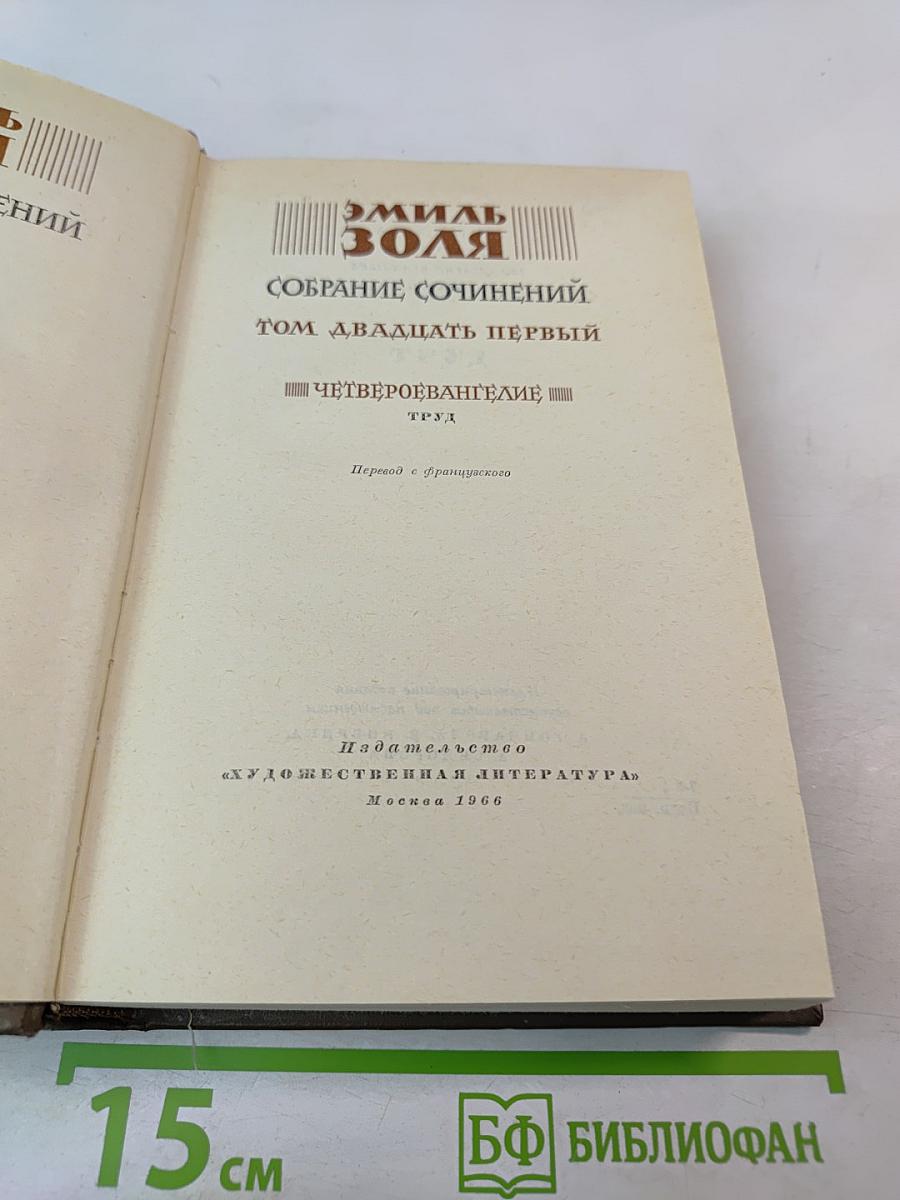 ЕНИЙ
ЭМИЛЬ
ЗОЛЯ
СОБРАНИЕ СОЧИНЕНИЙ
ТОМ ДВАДЦАТЬ ПЕРВЫЙ
ЧЕТВЕРОЕВАНГЕЛИЕ
ТРУД
Перевод с французского
Издательство
«ХУДОЖЕСТВЕННАЯ ЛИТЕРАТУРА»
Москва 1966
15 см
БФ БИБЛИОФАН